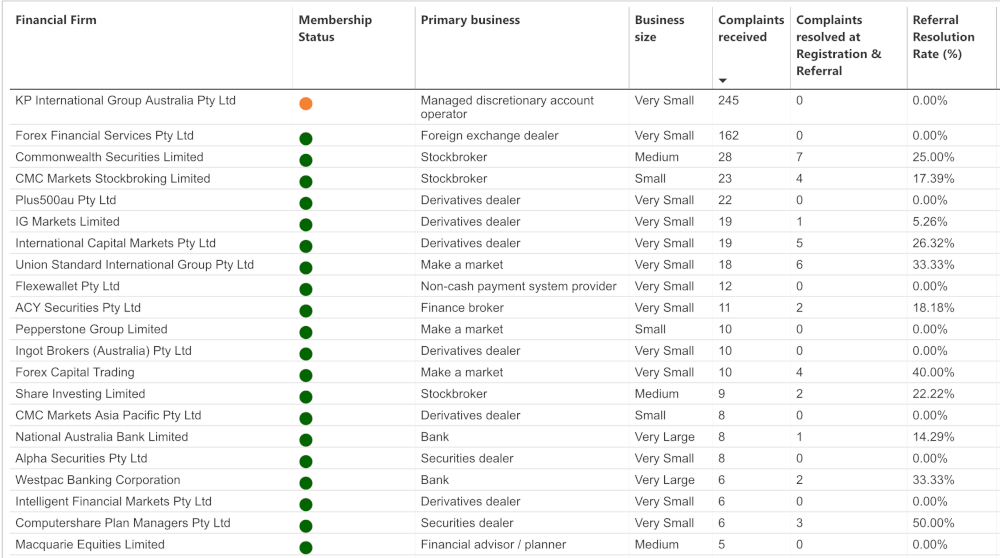 Financial Firm Membership Status Primary business Business size Complaints received Complaints resolved at Registration & Referral Referral Resolution Rate (%)
KP International Group Australia Pty Ltd Managed discretionary account operator Very Small 245 0 0.00%
Forex Financial Services Pty Ltd Foreign exchange dealer Very Small 162 0 0.00%
Commonwealth Securities Limited Stockbroker Medium 28 7 25.00%
CMC Markets Stockbroking Limited Stockbroker Small 23 4 17.39%
Plus500au Pty Ltd Derivatives dealer Very Small 22 0 0.00%
IG Markets Limited Derivatives dealer Very Small 19 1 5.26%
International Capital Markets Pty Ltd Derivatives dealer Very Small 19 5 26.32%
Union Standard International Group Pty Ltd Make a market Very Small 18 6 33.33%
Flexewallet Pty Ltd Non-cash payment system provider Very Small 12 0 0.00%
ACY Securities Pty Ltd Finance broker Very Small 11 2 18.18%
Pepperstone Group Limited Make a market Small 10 0 0.00%
Ingot Brokers (Australia) Pty Ltd Derivatives dealer Very Small 10 0 0.00%
Forex Capital Trading Make a market Very Small 10 4 40.00%
Share Investing Limited Stockbroker Medium 9 2 22.22%
CMC Markets Asia Pacific Pty Ltd Derivatives dealer Small 8 0 0.00%
National Australia Bank Limited Bank Very Large 8 1 14.29%
Alpha Securities Pty Ltd Securities dealer Very Small 8 0 0.00%
Westpac Banking Corporation Bank Very Large 6 2 33.33%
Intelligent Financial Markets Pty Ltd Derivatives dealer Very Small 6 0 0.00%
Computershare Plan Managers Pty Ltd Securities dealer Very Small 6 3 50.00%
Macquarie Equities Limited Financial advisor / planner Medium 5 0 0.00%